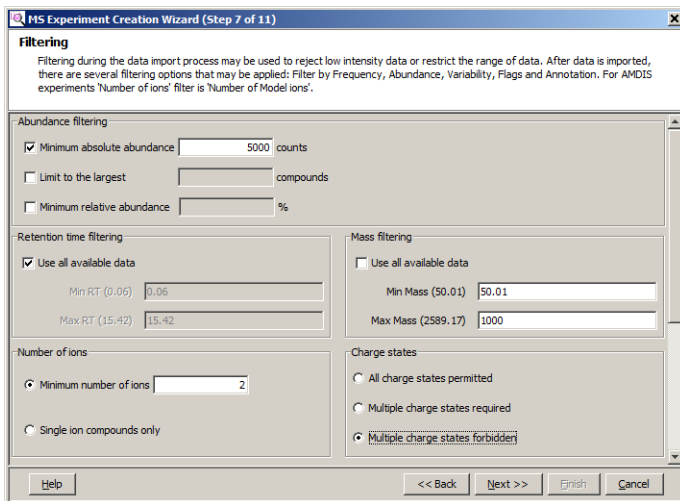 MS Experiment Creation Wizard (Step 7 of 11)
Filtering
Filtering during the data import process may be used to reject low intensity data or restrict the range of data. After data is imported,
there are several filtering options that may be applied: Filter by Frequency, Abundance, Variability, Flags and Annotation. For AMDIS
experiments 'Number of ions' filter is 'Number of Model ions'.
Abundance filtering
Minimum absolute abundance 5000 counts
Limit to the largest compounds
Minimum relative abundance %
Retention time filtering
Use all available data
Min RT (0.06) 0.06
Max RT (15.42) 15.42
Mass filtering
Use all available data
Min Mass (50.01) 50.01
Max Mass (2589.17) 1000
Number of ions
Minimum number of ions 2
Single ion compounds only
Charge states
All charge states permitted
Multiple charge states required
Multiple charge states forbidden
Help << Back Next >> Finish Cancel